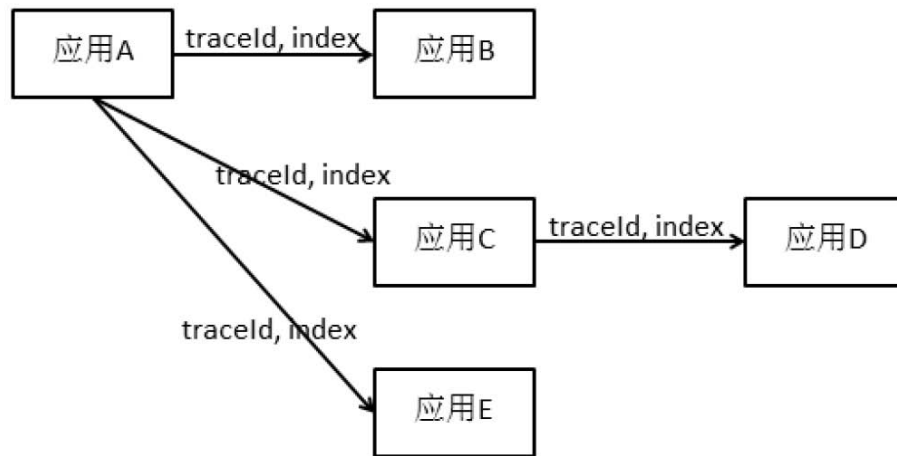 应用A
traceId, index
应用B
traceId, index
应用C
traceId, index
应用D
traceId, index
应用E